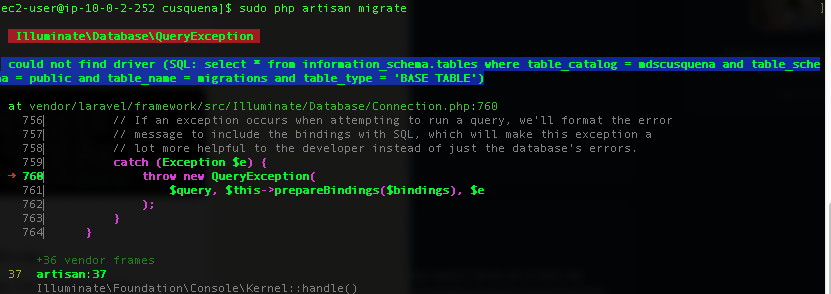 ec2-user@ip-10-0-2-252 cusquena]$ sudo php artisan migrate ]
Illuminate\Database\QueryException
could not find driver (SQL: select * from information_schema.tables where table_catalog = mdscusquena and table_sche
ma = public and table_name = migrations and table_type = 'BASE TABLE')
at vendor/laravel/framework/src/Illuminate/Database/Connection.php:760
756| // If an exception occurs when attempting to run a query, we'll format the error
757| // message to include the bindings with SQL, which will make this exception a
758| // lot more helpful to the developer instead of just the database's errors.
759| catch (Exception $e) {
➜ 760| throw new QueryException(
761| $query, $this->prepareBindings($bindings), $e
762| );
763| }
764| }
+36 vendor frames
37 artisan:37
Illuminate\Foundation\Console\Kernel::handle()